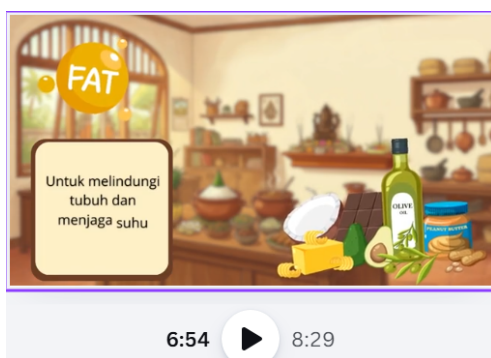 FAT
Untuk melindungi
tubuh dan
menjaga suhu
OLIVE
OIL
PEANUT BUTTER
6:54
8:29